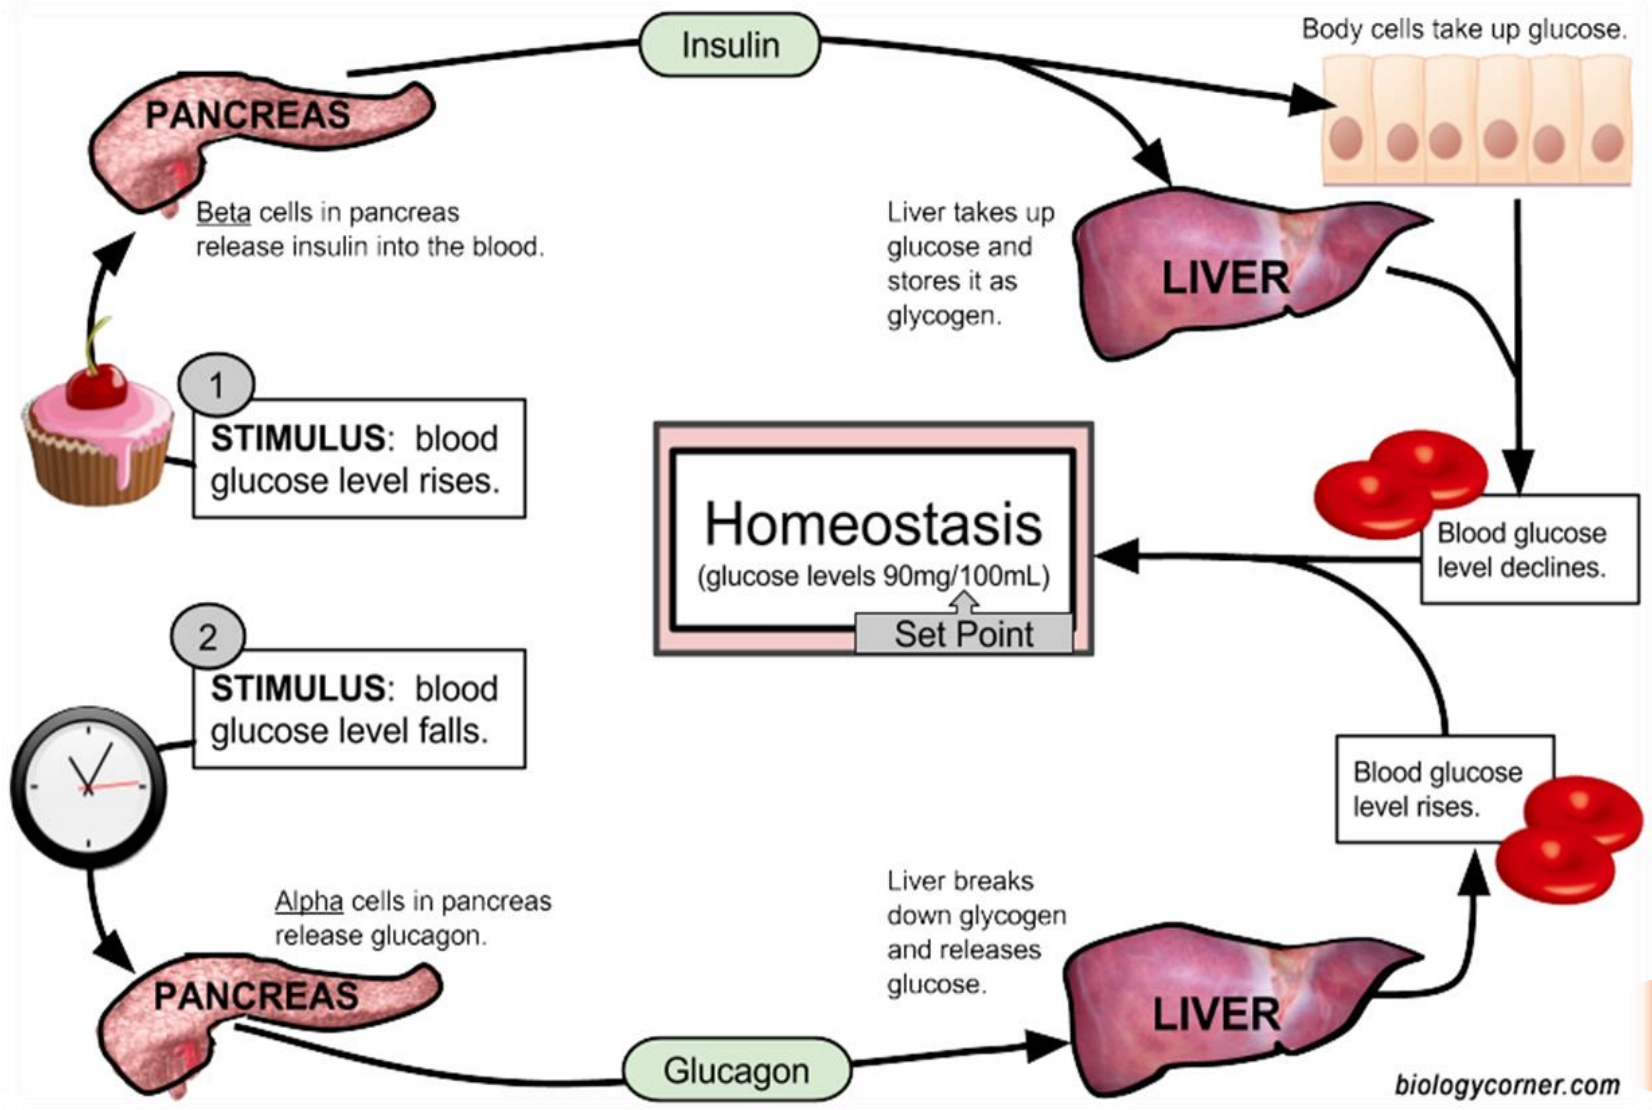 Insulin
Body cells take up glucose.
PANCREAS
Beta cells in pancreas
release insulin into the blood.
Liver takes up
glucose and
stores it as
glycogen.
LIVER
1
STIMULUS: blood
glucose level rises.
Homeostasis
(glucose levels 90mg/100mL)
Set Point
Blood glucose
level declines.
2
STIMULUS: blood
glucose level falls.
Blood glucose
level rises.
Alpha cells in pancreas
release glucagon.
PANCREAS
Liver breaks
down glycogen
and releases
glucose.
LIVER
Glucagon
biologycorner.com